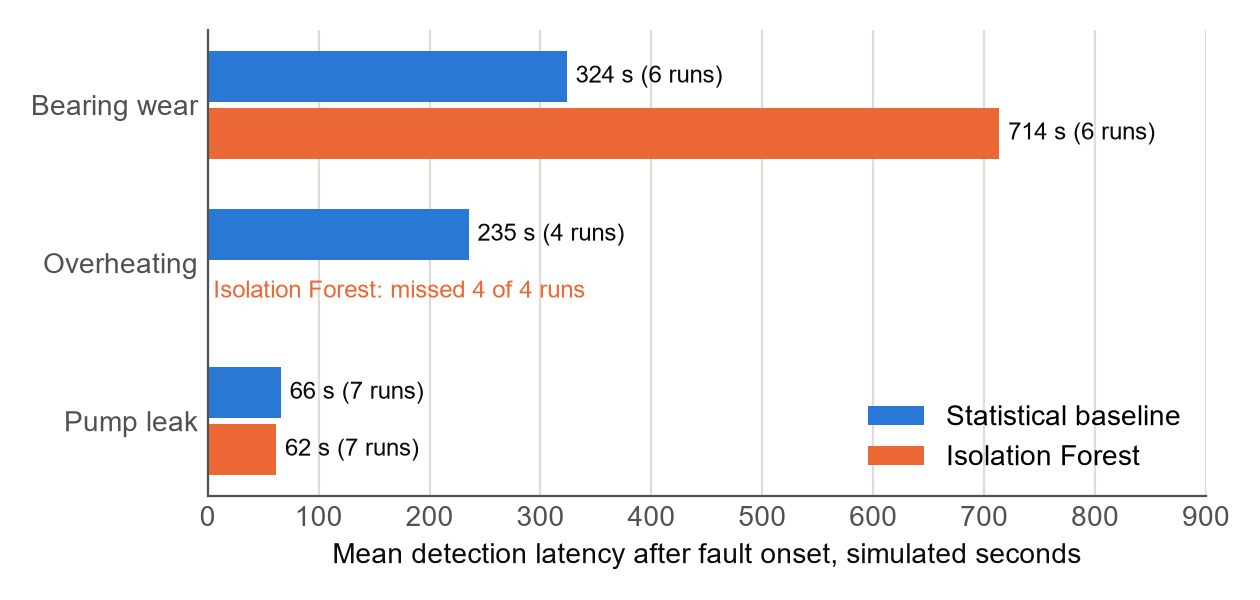 Bearing wear
324 s (6 runs)
714 s (6 runs)
Overheating
235 s (4 runs)
Isolation Forest: missed 4 of 4 runs
Pump leak
66 s (7 runs)
62 s (7 runs)
Statistical baseline
Isolation Forest
0 100 200 300 400 500 600 700 800 900
Mean detection latency after fault onset, simulated seconds